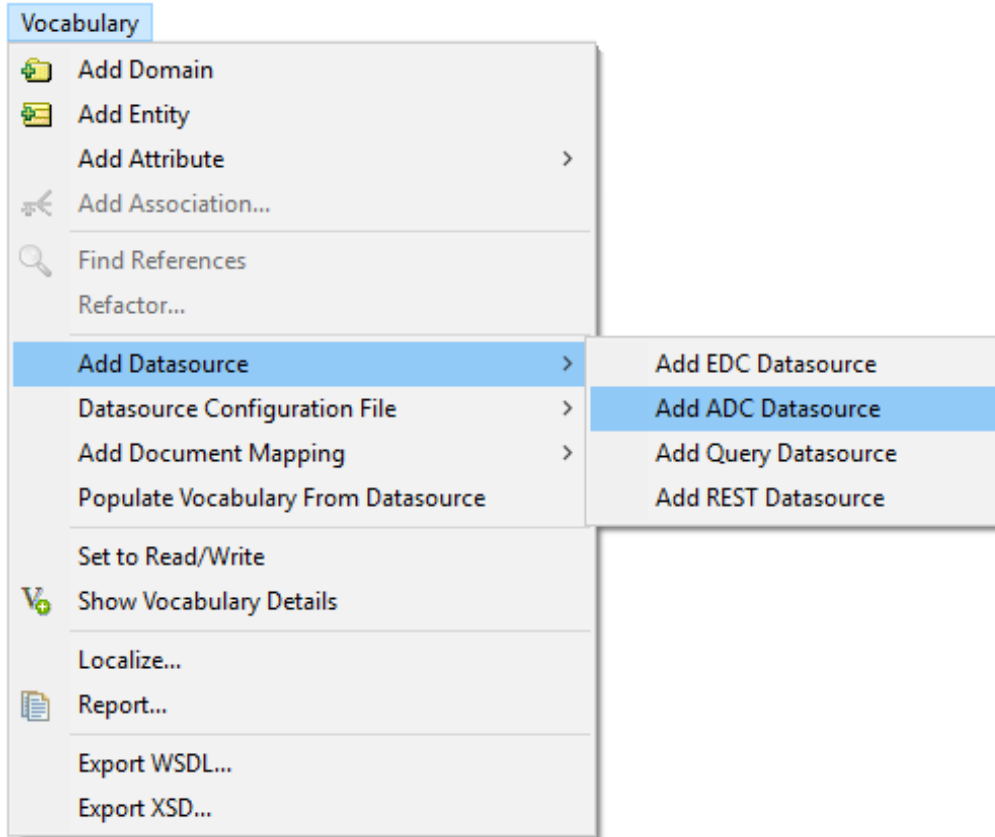 Vocabulary
Add Domain
Add Entity
Add Attribute
Add Association...
Find References
Refactor...
Add Datasource
Add EDC Datasource
Datasource Configuration File
Add ADC Datasource
Add Document Mapping
Add Query Datasource
Populate Vocabulary From Datasource
Add REST Datasource
Set to Read/Write
Show Vocabulary Details
Localize...
Report...
Export WSDL...
Export XSD...